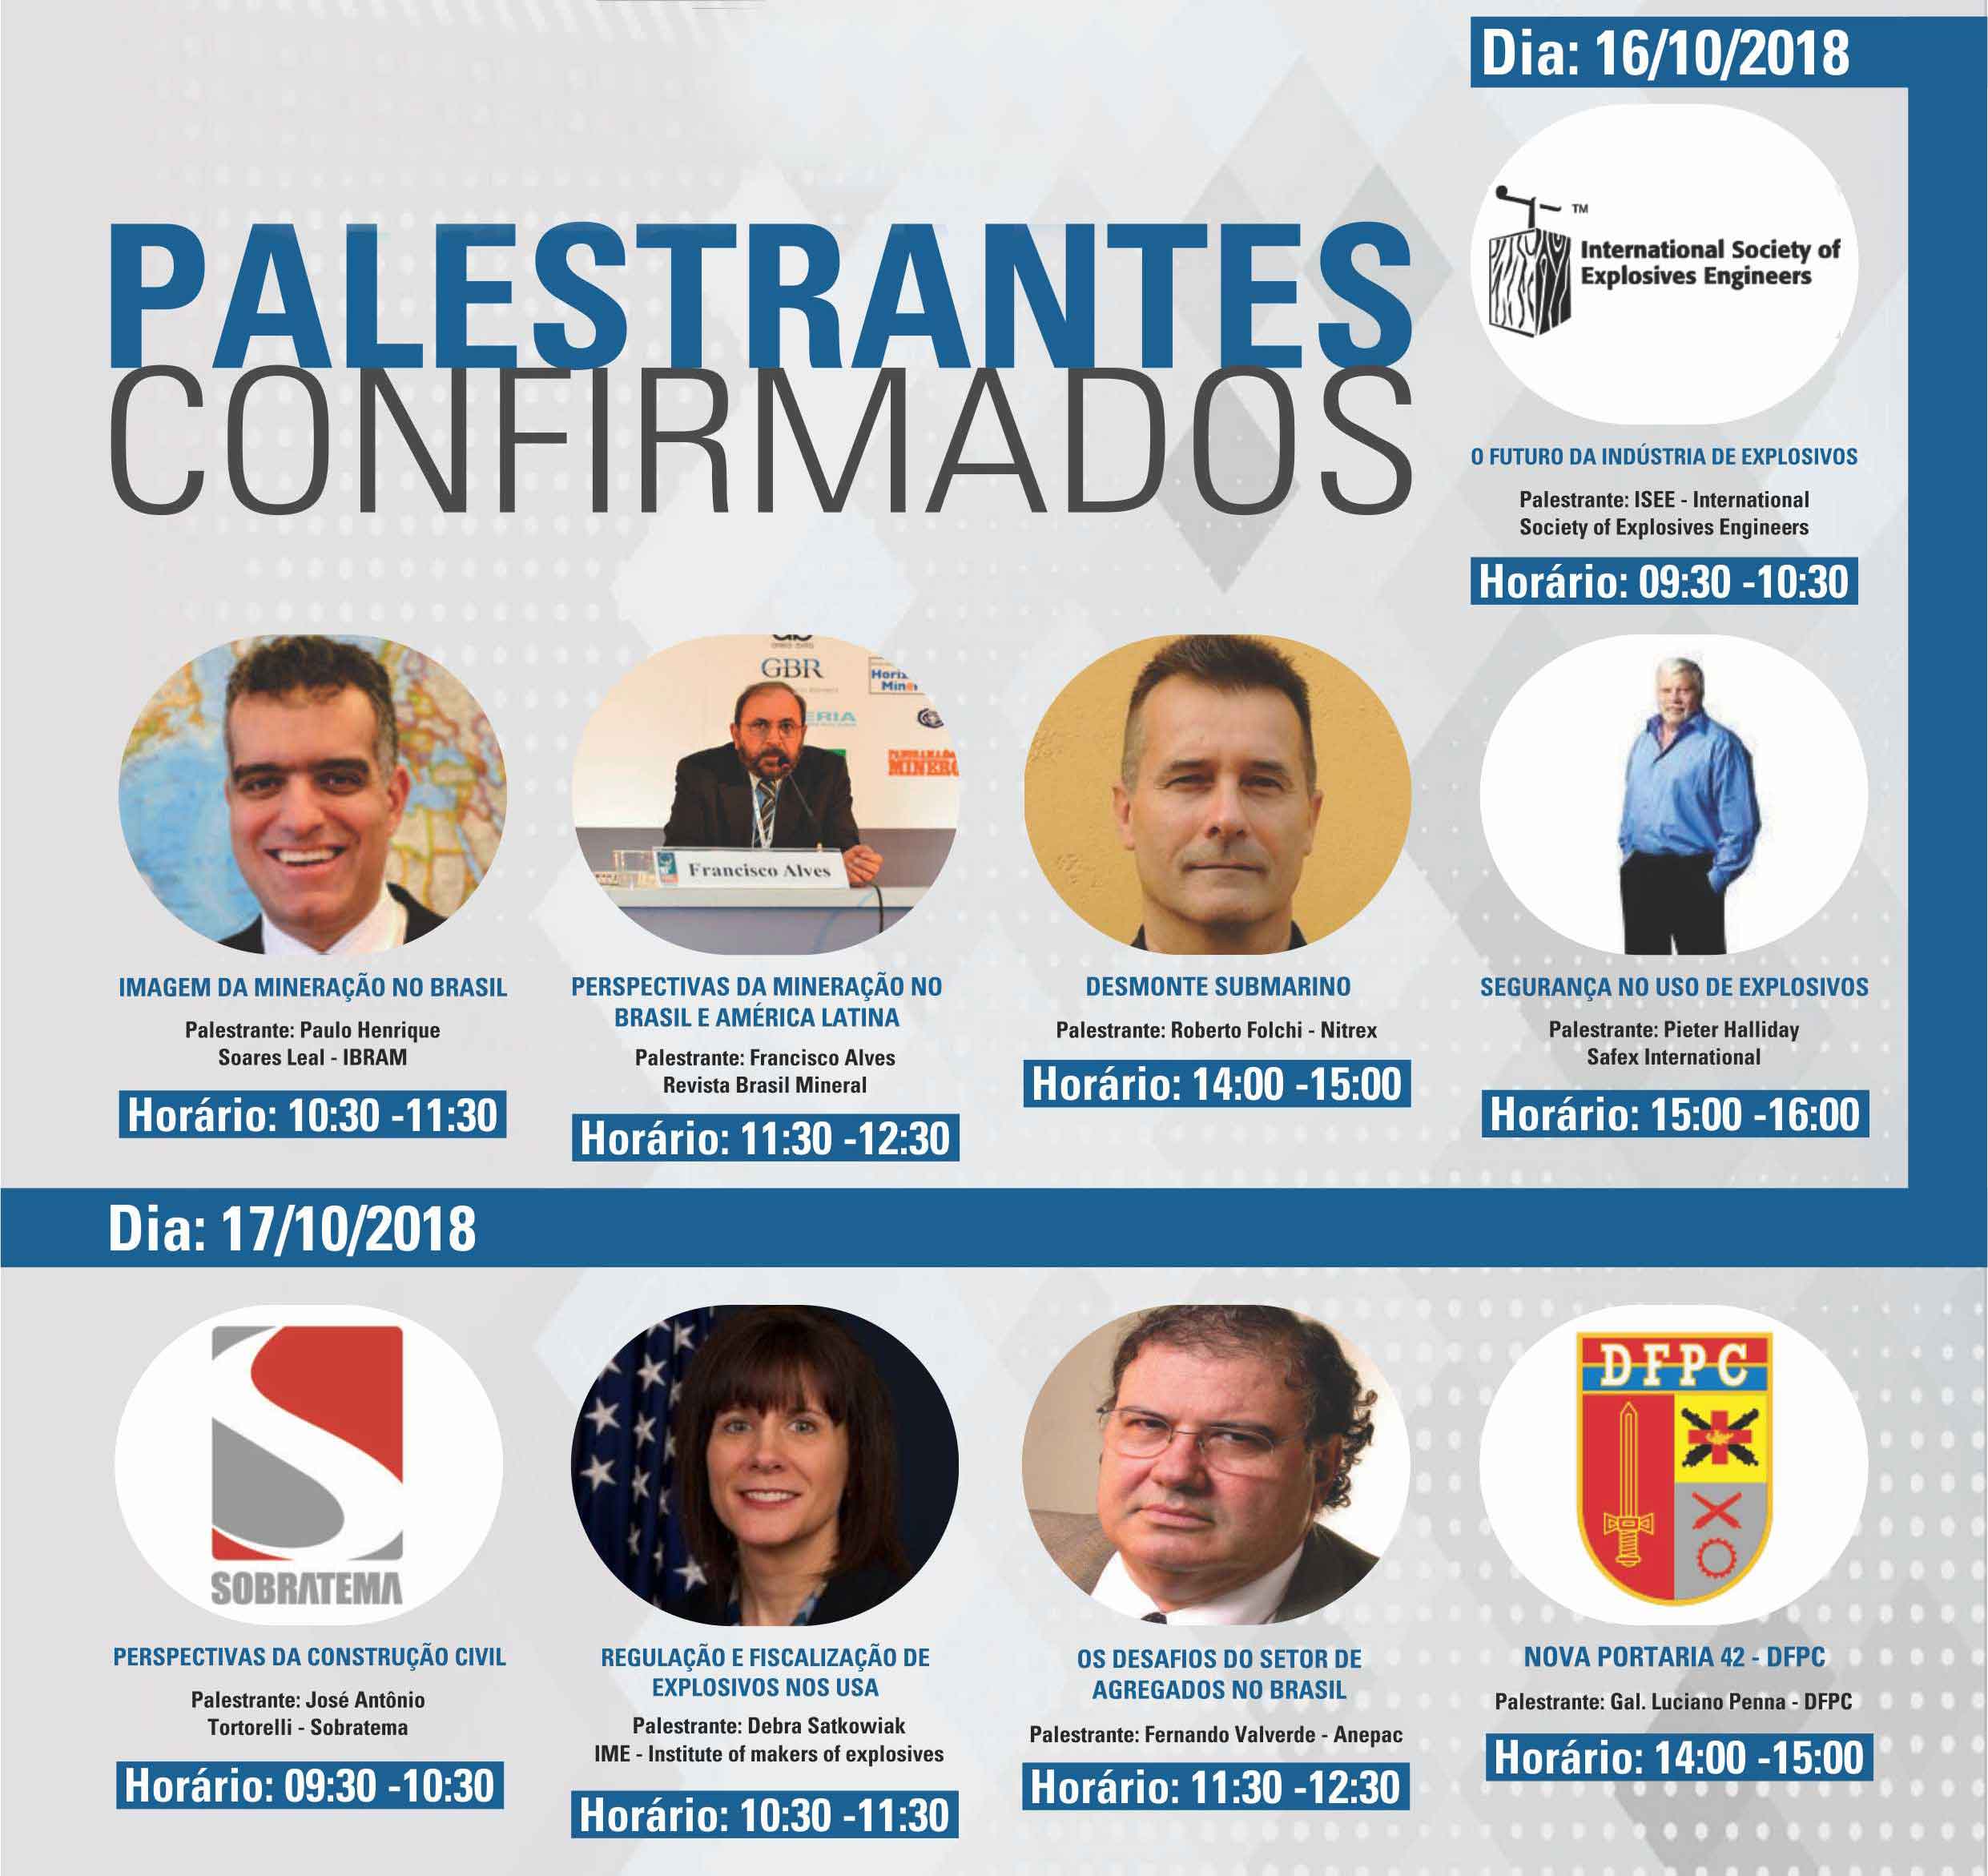 Dia: 16/10/2018
TM
International Society of
Explosives Engineers
PALESTRANTES
CONFIRMADOS
O FUTURO DA INDÚSTRIA DE EXPLOSIVOS
Palestrante: ISEE - International
Society of Explosives Engineers
Horário: 09:30 -10:30
GBR
Francisco Alves
IMAGEM DA MINERAÇÃO NO BRASIL
Palestrante: Paulo Henrique
Soares Leal - IBRAM
Horário: 10:30 -11:30
PERSPECTIVAS DA MINERAÇÃO NO
BRASIL E AMÉRICA LATINA
Palestrante: Francisco Alves
Revista Brasil Mineral
Horário: 11:30 -12:30
DESMONTE SUBMARINO
Palestrante: Roberto Folchi - Nitrex
Horário: 14:00 -15:00
SEGURANÇA NO USO DE EXPLOSIVOS
Palestrante: Pieter Halliday
Safex International
Horário: 15:00 -16:00
Dia: 17/10/2018
SOBRATEMA
DFPC
PERSPECTIVAS DA CONSTRUÇÃO CIVIL
Palestrante: José Antônio
Tortorelli - Sobratema
Horário: 09:30 -10:30
REGULAÇÃO E FISCALIZAÇÃO DE
EXPLOSIVOS NOS USA
Palestrante: Debra Satkowiak
IME - Institute of makers of explosives
Horário: 10:30 -11:30
OS DESAFIOS DO SETOR DE
AGREGADOS NO BRASIL
Palestrante: Fernando Valverde - Anepac
Horário: 11:30 -12:30
NOVA PORTARIA 42 - DFPC
Palestrante: Gal. Luciano Penna - DFPC
Horário: 14:00 -15:00